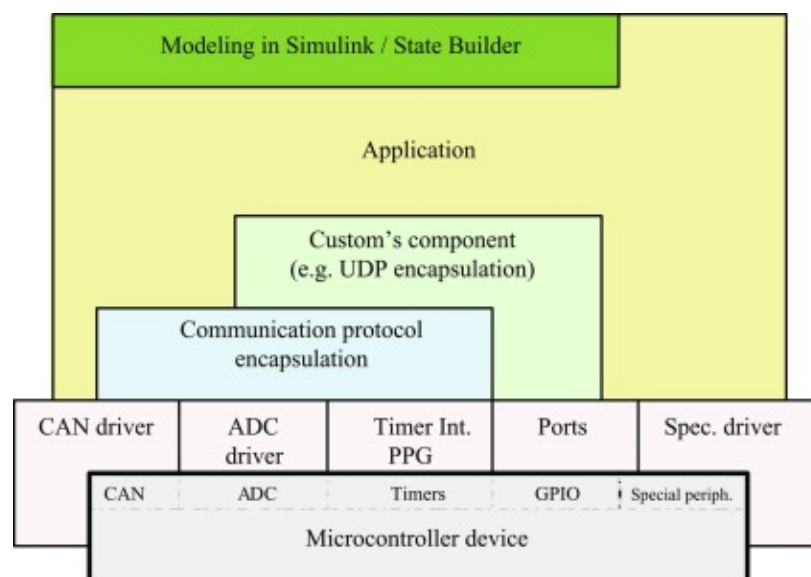 Modeling in Simulink / State Builder
Application
Custom's component
(e.g. UDP encapsulation)
Communication protocol
encapsulation
CAN driver
ADC
driver
Timer Int.
PPG
Ports
Spec. driver
CAN
ADC
Timers
GPIO
Special periph.
Microcontroller device